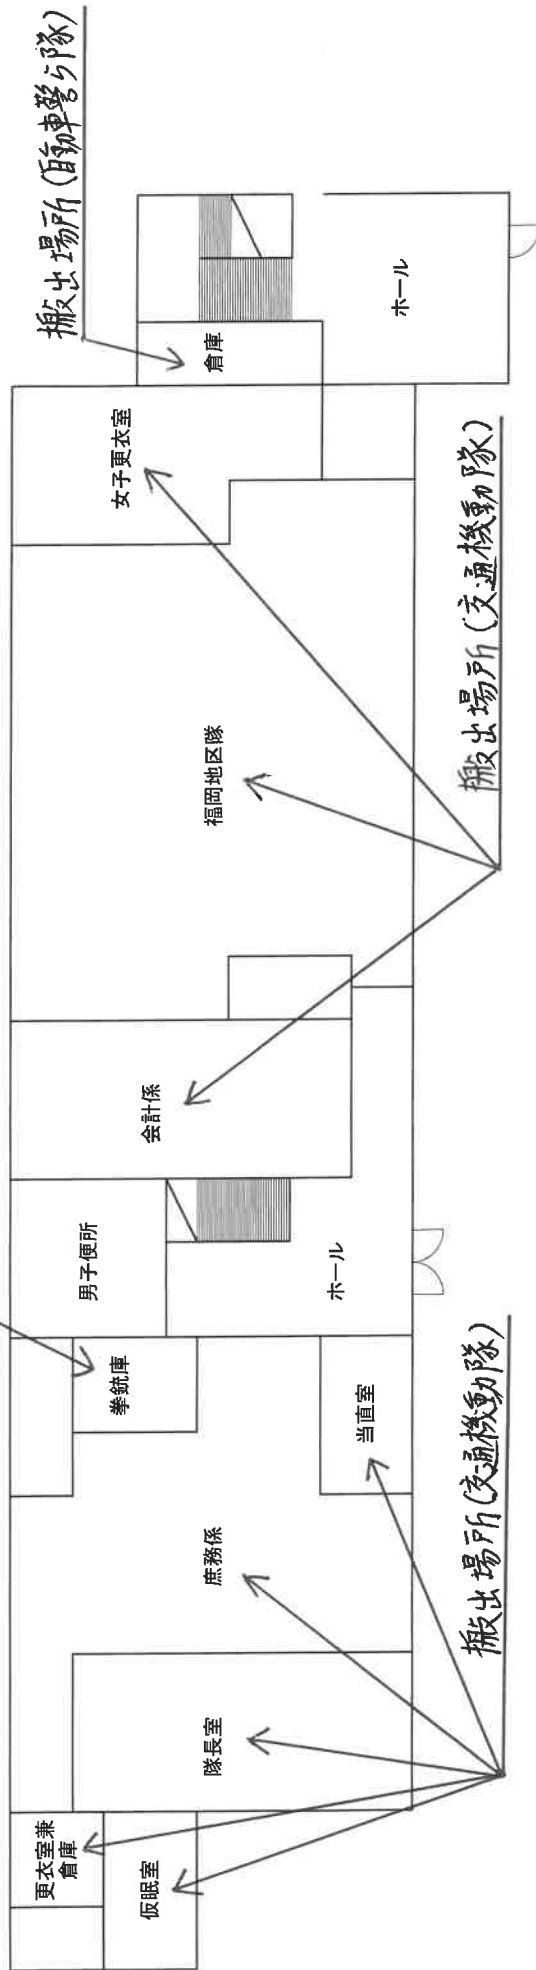 搬出場所(自動車警ら隊)
倉庫
ホール
女子更衣室
搬出場所(交通機動隊)
福岡地区隊
会計係
男子便所
ホール
拳銃庫
当直室
庶務係
搬出場所(交通機動隊)
隊長室
更衣室兼
倉庫
仮眠室